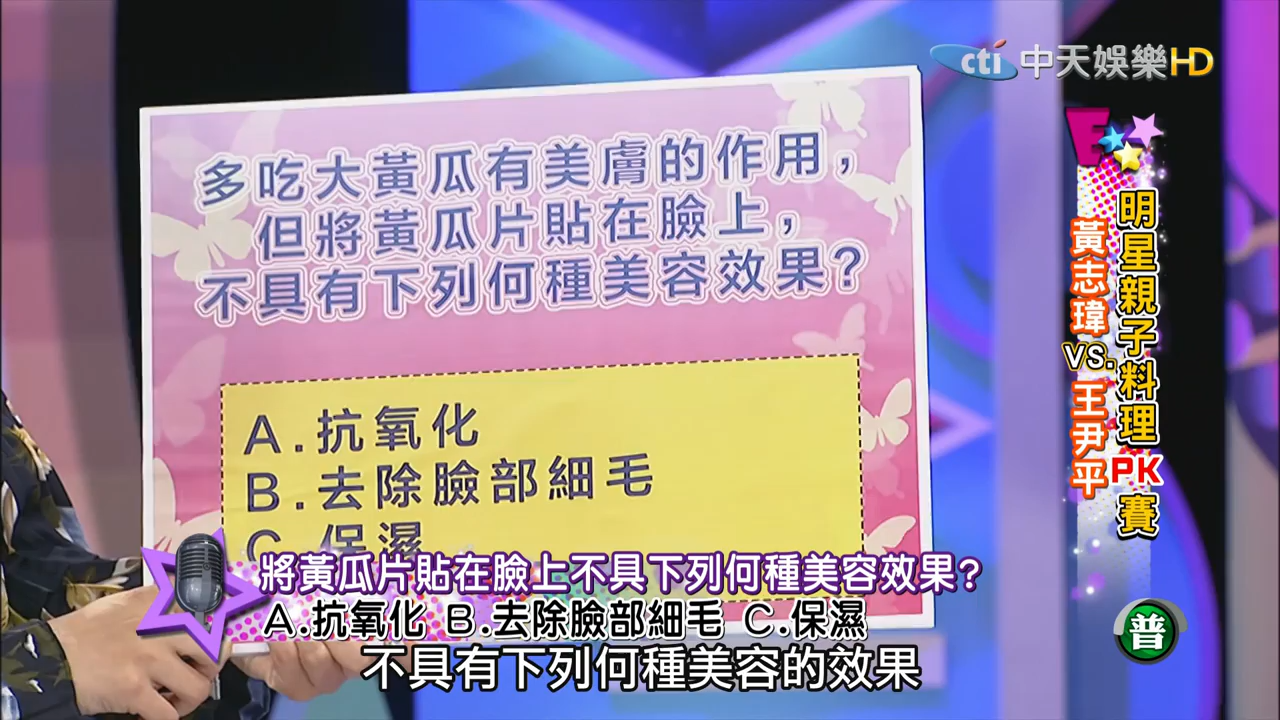 cti 中天娛樂HD
多吃大黃瓜有美膚的作用，
但將黃瓜片貼在臉上，
不具有下列何種美容效果？
A.抗氧化
B.去除臉部細毛
C.保濕
明星親子料理PK賽
黃志瑋VS.王尹平
普
將黃瓜片貼在臉上不具下列何種美容效果?
A.抗氧化 B.去除臉部細毛 C.保濕
不具有下列何種美容的效果